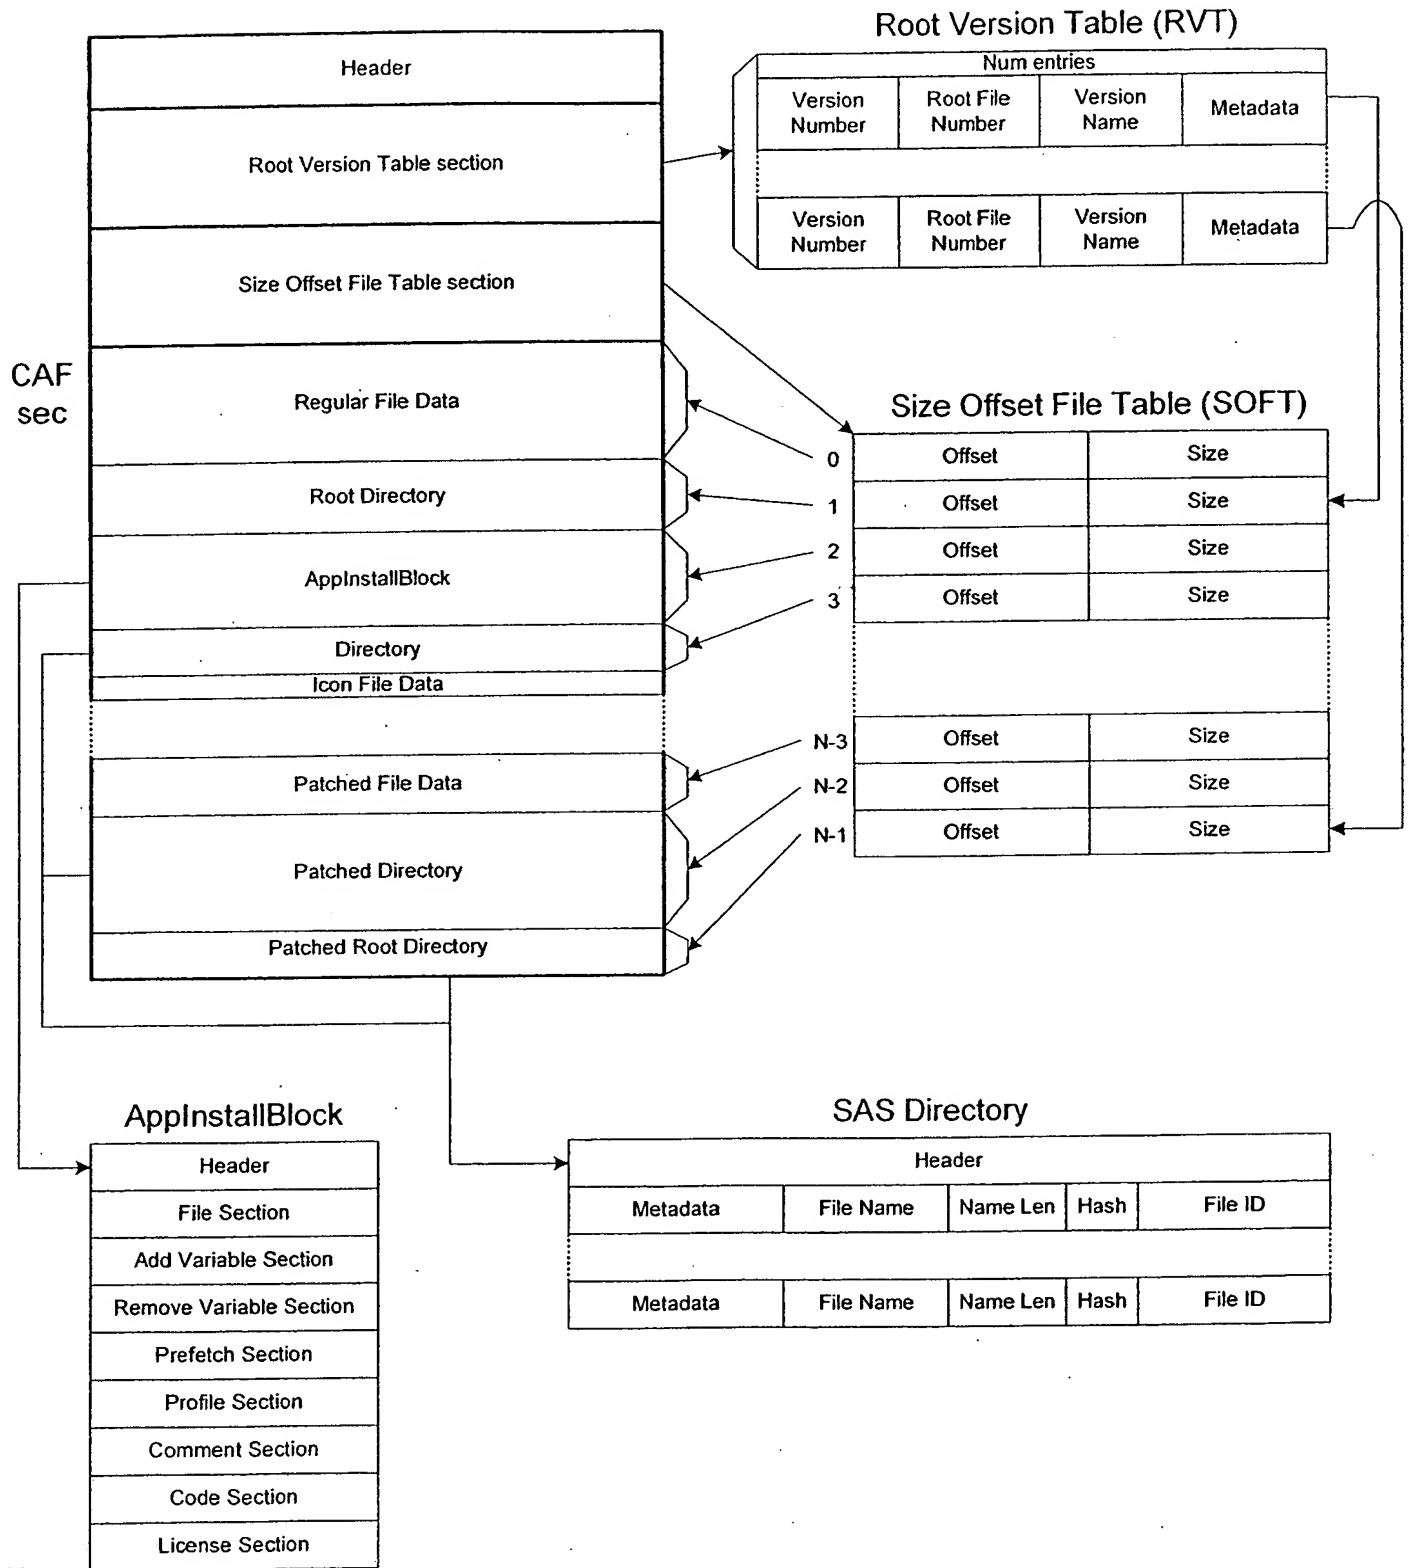 Root Version Table (RVT)
Header
Root Version Table section
Size Offset File Table section
CAF
sec
Regular File Data
Root Directory
AppInstallBlock
Directory
Icon File Data
Patched File Data
Patched Directory
Patched Root Directory
Num entries
Version
Number
Root File
Number
Version
Name
Metadata
Version
Number
Root File
Number
Version
Name
Metadata
Size Offset File Table (SOFT)
0 Offset Size
1 Offset Size
2 Offset Size
3 Offset Size
N-3 Offset Size
N-2 Offset Size
N-1 Offset Size
AppInstallBlock
Header
File Section
Add Variable Section
Remove Variable Section
Prefetch Section
Profile Section
Comment Section
Code Section
License Section
SAS Directory
Header
Metadata File Name Name Len Hash File ID
Metadata File Name Name Len Hash File ID